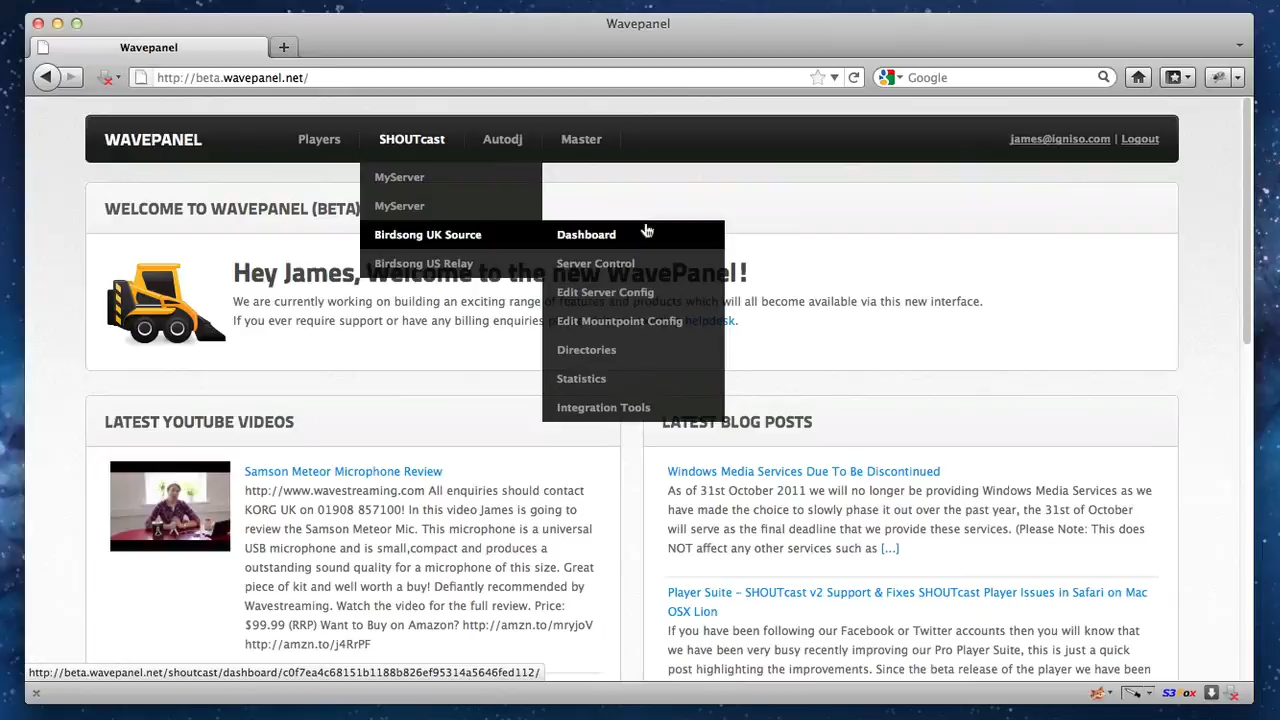 Wavepanel
Wavepanel
http://beta.wavepanel.net/
Google
WAVEPANEL
Players
SHOUTcast
Autodj
Master
james@igniso.com | Logout
MyServer
MyServer
Birdsong UK Source
Birdsong US Relay
Dashboard
Server Control
Edit Server Config
Edit Mountpoint Config
Directories
Statistics
Integration Tools
WELCOME TO WAVEPANEL (BETA)
Hey James, Welcome to the new WavePanel!
We are currently working on building an exciting range of features and products which will all become available via this new interface.
If you ever require support or have any billing enquiries helpdesk.
LATEST YOUTUBE VIDEOS
Samson Meteor Microphone Review
http://www.wavestreaming.com All enquiries should contact
KORG UK on 01908 857100! In this video James is going to
review the Samson Meteor Mic. This microphone is a universal
USB microphone and is small,compact and produces a
outstanding sound quality for a microphone of this size. Great
piece of kit and well worth a buy! Defiantly recommended by
Wavestreaming. Watch the video for the full review. Price:
$99.99 (RRP) Want to Buy on Amazon? http://amzn.to/mryjoV
http://amzn.to/j4RrPF
LATEST BLOG POSTS
Windows Media Services Due To Be Discontinued
As of 31st October 2011 we will no longer be providing Windows Media Services as we
have made the choice to slowly phase it out over the past year, the 31st of October
will serve as the final deadline that we provide these services. (Please Note: This does
NOT affect any other services such as [...]
Player Suite – SHOUTcast v2 Support & Fixes SHOUTcast Player Issues in Safari on Mac
OSX Lion
If you have been following our Facebook or Twitter accounts then you will know that
we have been very busy recently improving our Pro Player Suite, this is just a quick
post highlighting the improvements. Since the beta release of the player we have been
http://beta.wavepanel.net/shoutcast/dashboard/c0f7ea4c68151b1188b826ef95314a5646fed112/
S3Fox